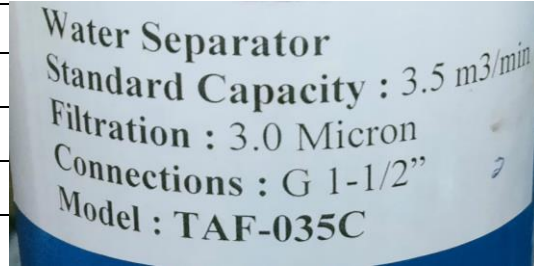 Water Separator
Standard Capacity : 3.5 m3/min
Filtration : 3.0 Micron
Connections : G 1-1/2”
2
Model : TAF-035C